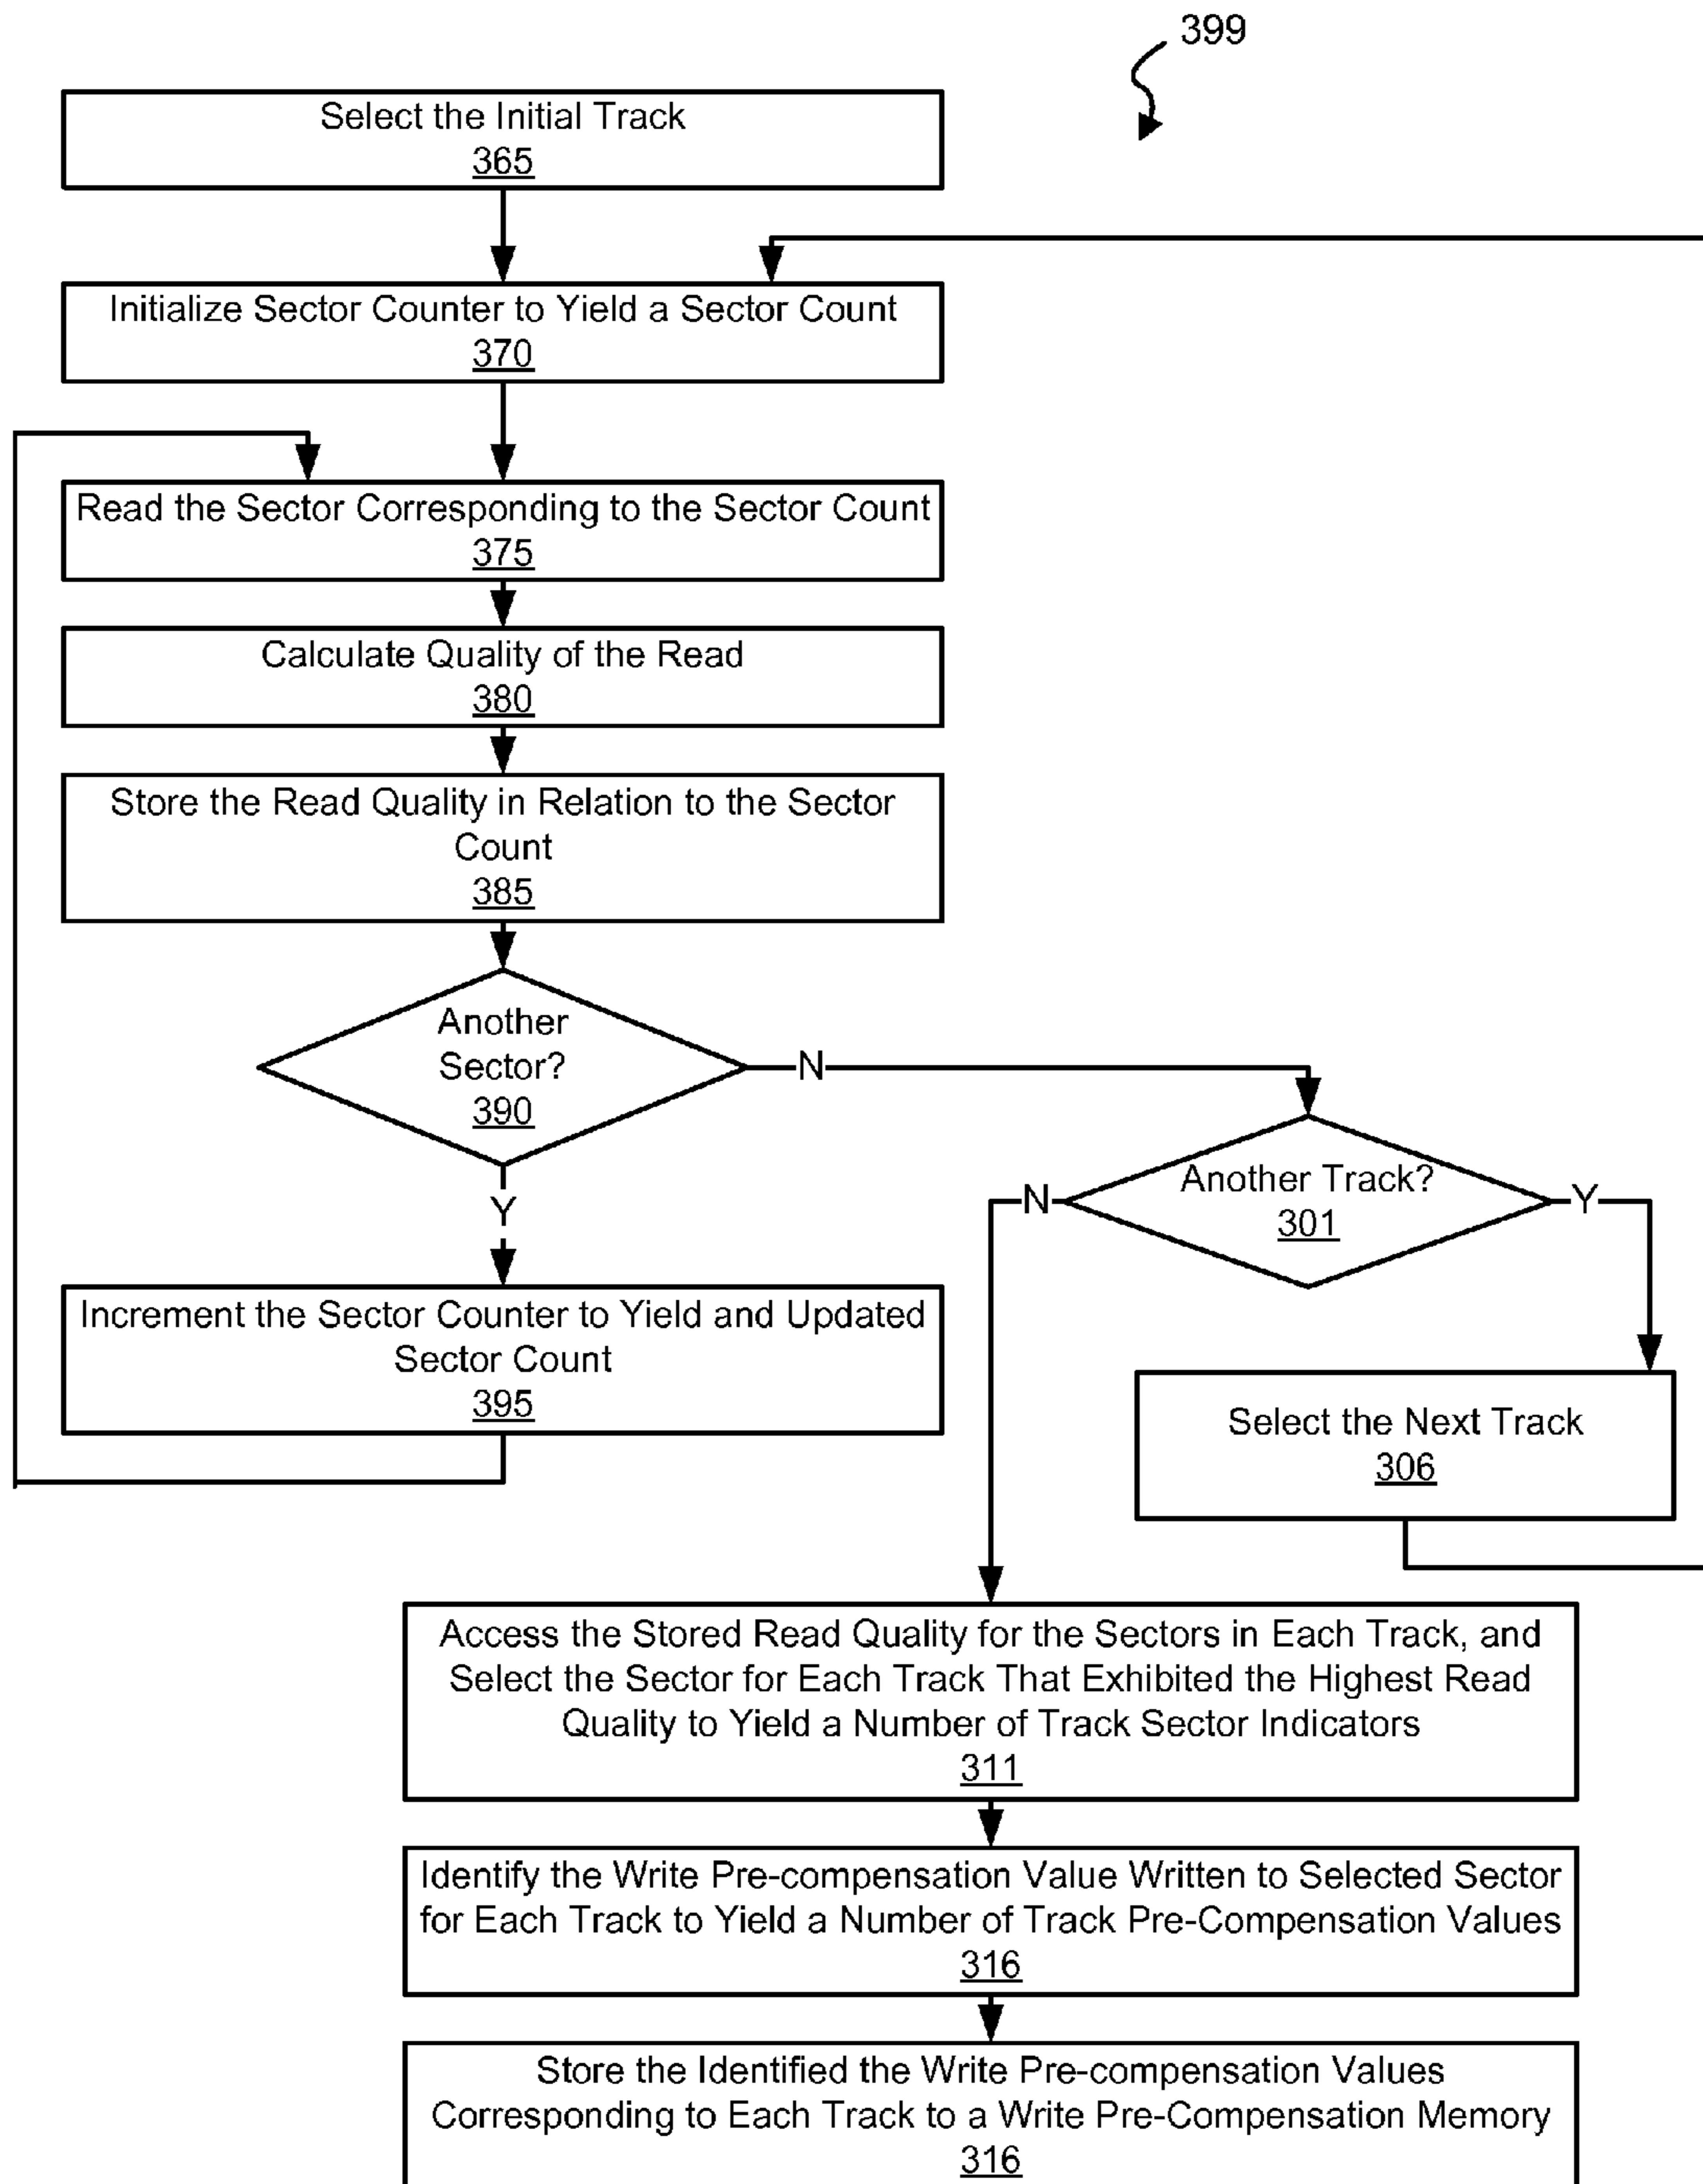 399
Select the Initial Track
365
Initialize Sector Counter to Yield a Sector Count
370
Read the Sector Corresponding to the Sector Count
375
Calculate Quality of the Read
380
Store the Read Quality in Relation to the Sector
Count
385
Another
Sector?
390
N
Y
Another Track?
301
N
Y
Increment the Sector Counter to Yield and Updated
Sector Count
395
Select the Next Track
306
Access the Stored Read Quality for the Sectors in Each Track, and
Select the Sector for Each Track That Exhibited the Highest Read
Quality to Yield a Number of Track Sector Indicators
311
Identify the Write Pre-compensation Value Written to Selected Sector
for Each Track to Yield a Number of Track Pre-Compensation Values
316
Store the Identified the Write Pre-compensation Values
Corresponding to Each Track to a Write Pre-Compensation Memory
316